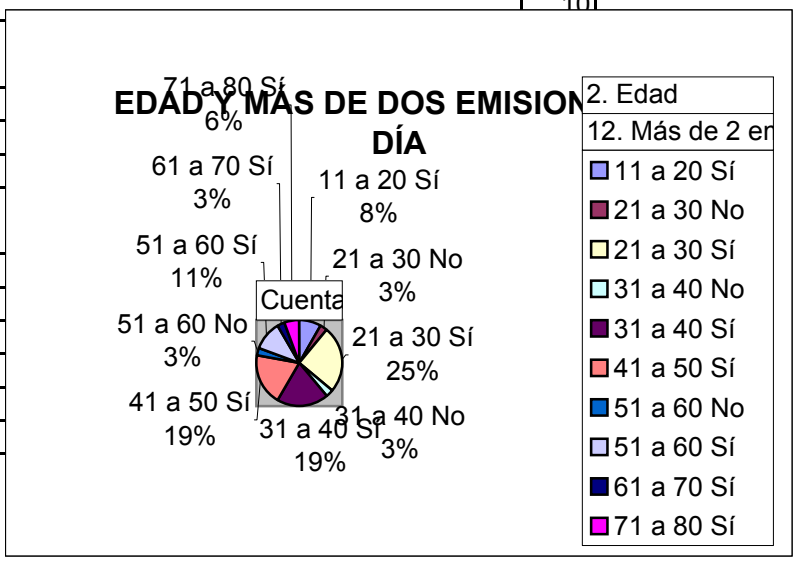 10
EDAD Y MÁS DE DOS EMISION
DÍA
71 a 80 Sí
6%
61 a 70 Sí
3%
11 a 20 Sí
8%
51 a 60 Sí
11%
21 a 30 No
3%
Cuenta
51 a 60 No
3%
21 a 30 Sí
25%
41 a 50 Sí
19%
31 a 40 Sí
19%
31 a 40 No
3%
2. Edad
12. Más de 2 em
11 a 20 Sí
21 a 30 No
21 a 30 Sí
31 a 40 No
31 a 40 Sí
41 a 50 Sí
51 a 60 No
51 a 60 Sí
61 a 70 Sí
71 a 80 Sí